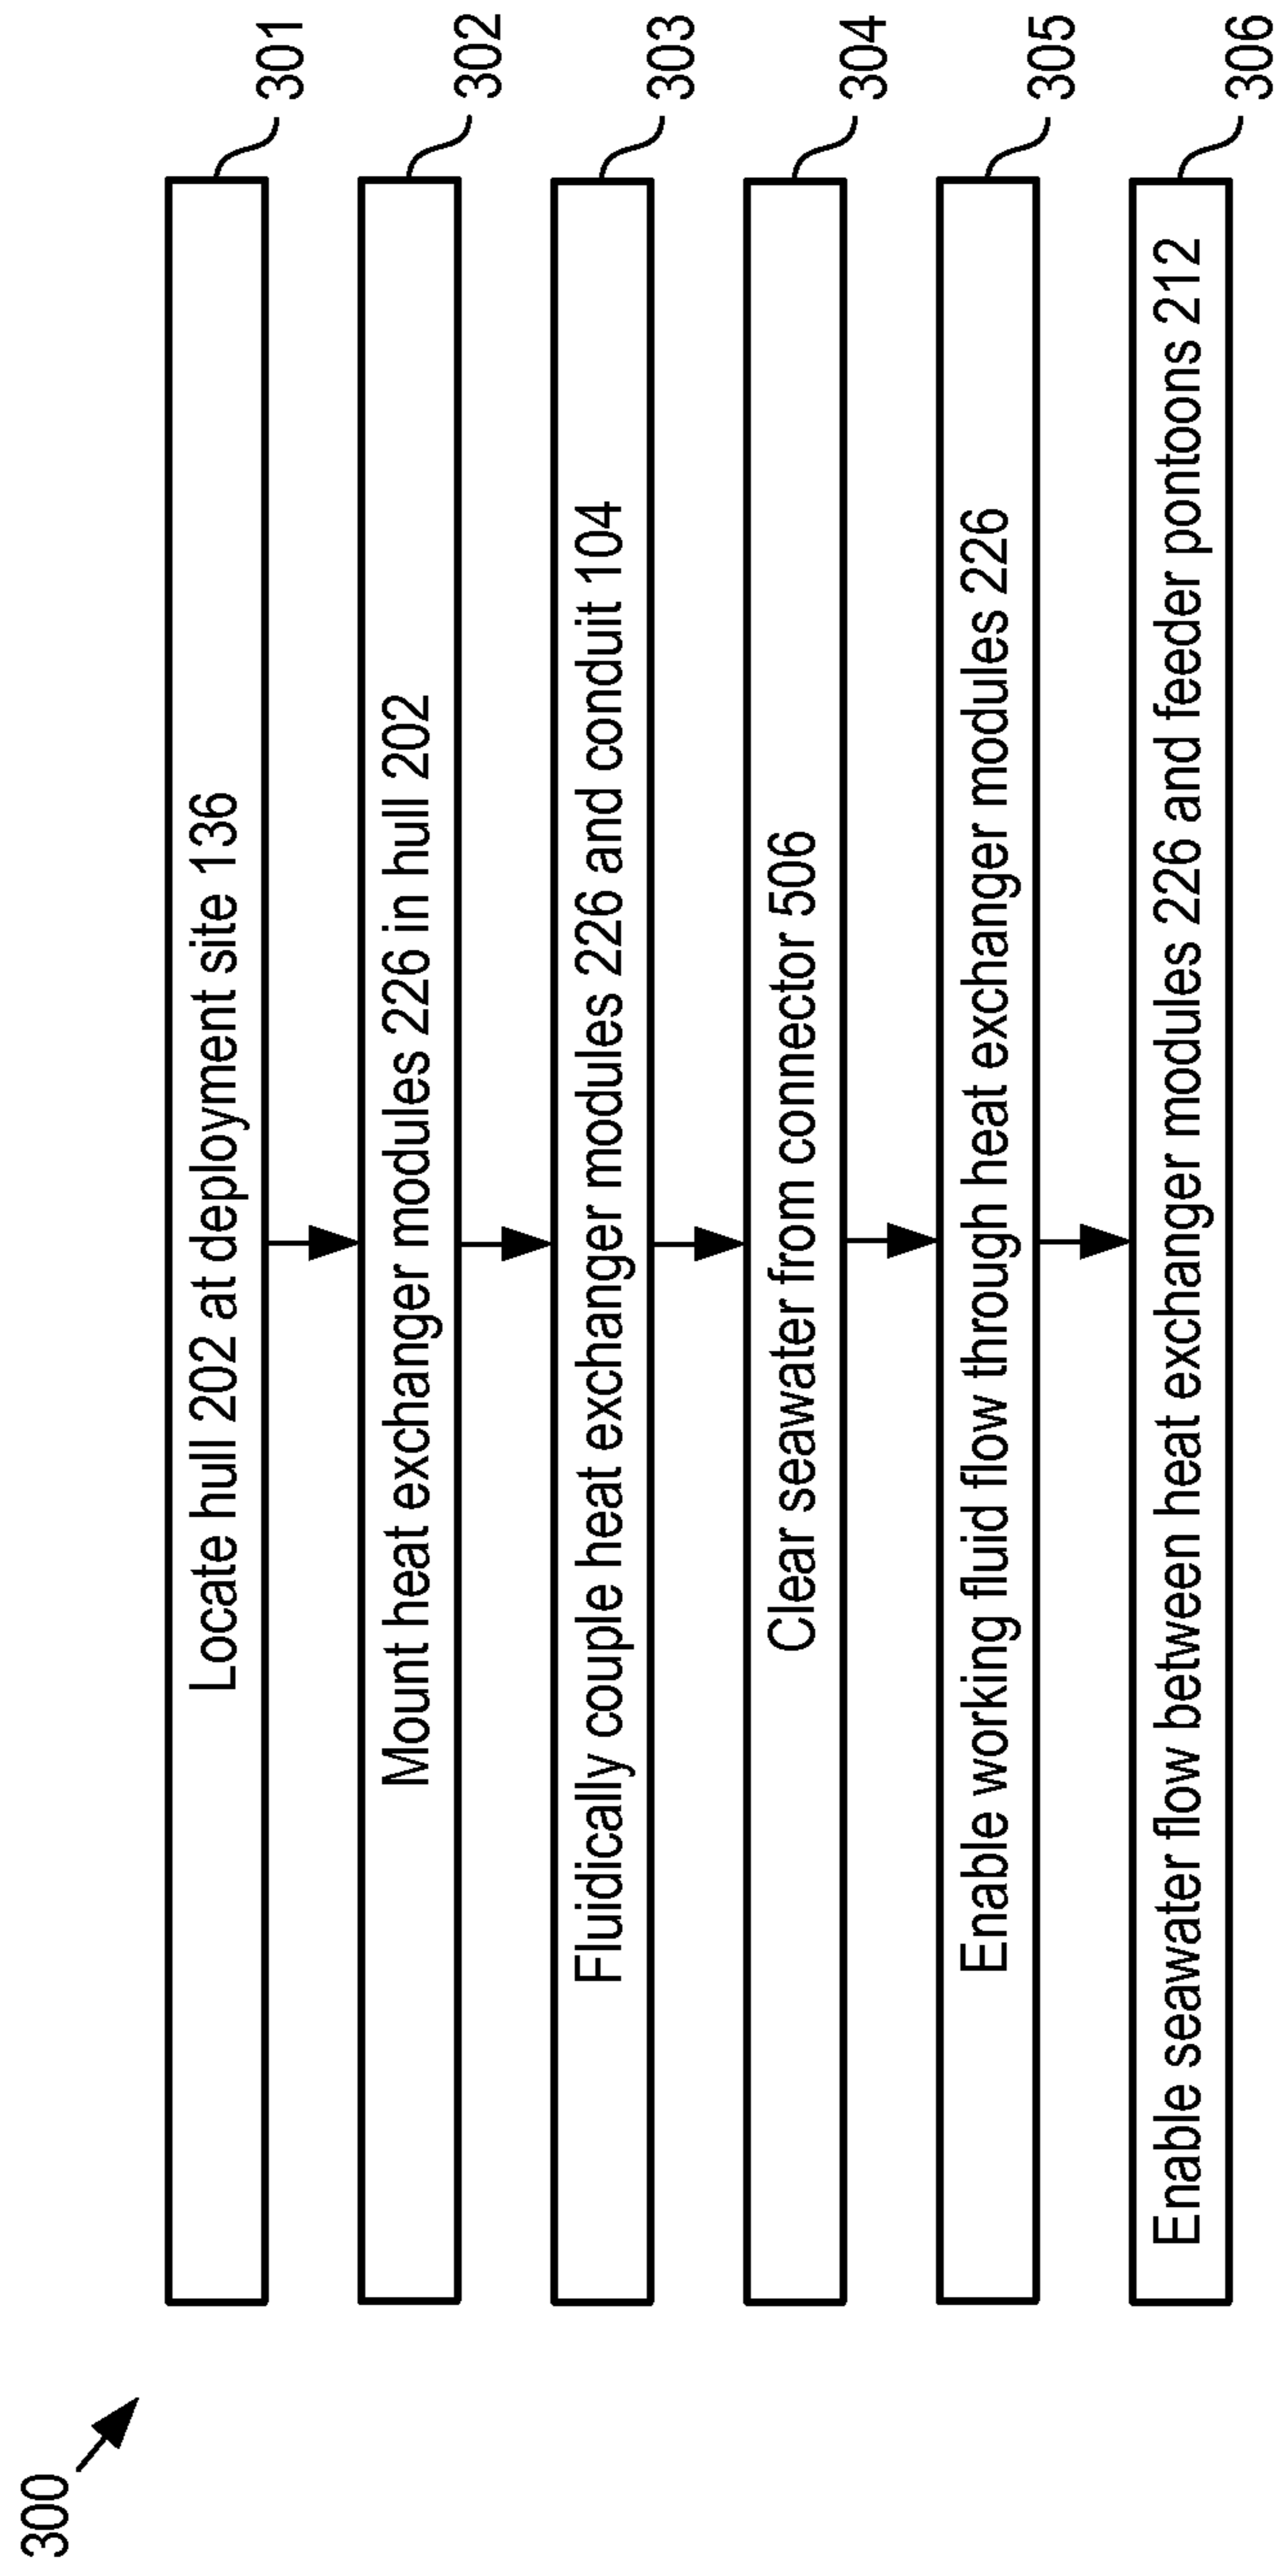 300
Locate hull 202 at deployment site 136
301
Mount heat exchanger modules 226 in hull 202
302
Fluidically couple heat exchanger modules 226 and conduit 104
303
Clear seawater from connector 506
304
Enable working fluid flow through heat exchanger modules 226
305
Enable seawater flow between heat exchanger modules 226 and feeder pontoons 212
306